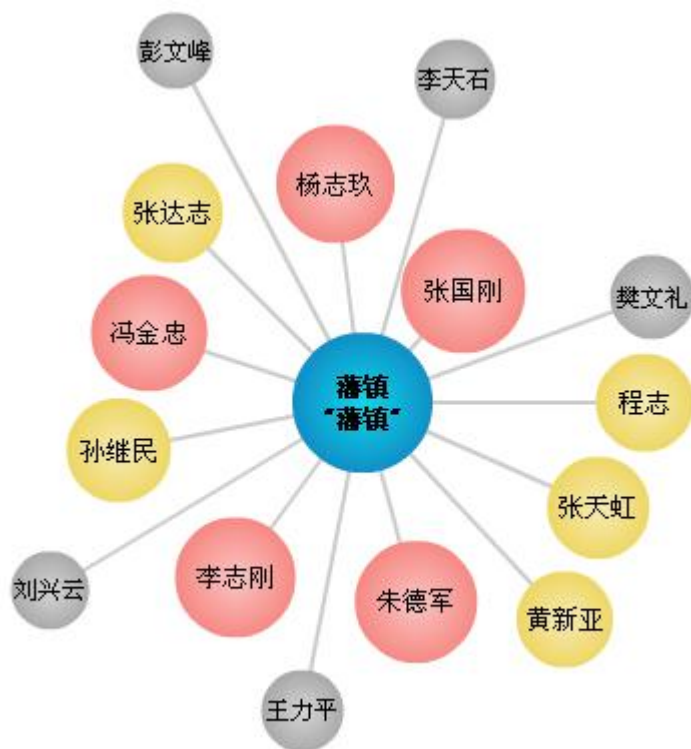 彭文峰
李天石
杨志玖
张达志
张国刚
樊文礼
冯金忠
藩镇
"藩镇"
程志
孙继民
张天虹
李志刚
朱德军
刘兴云
黄新亚
王力平